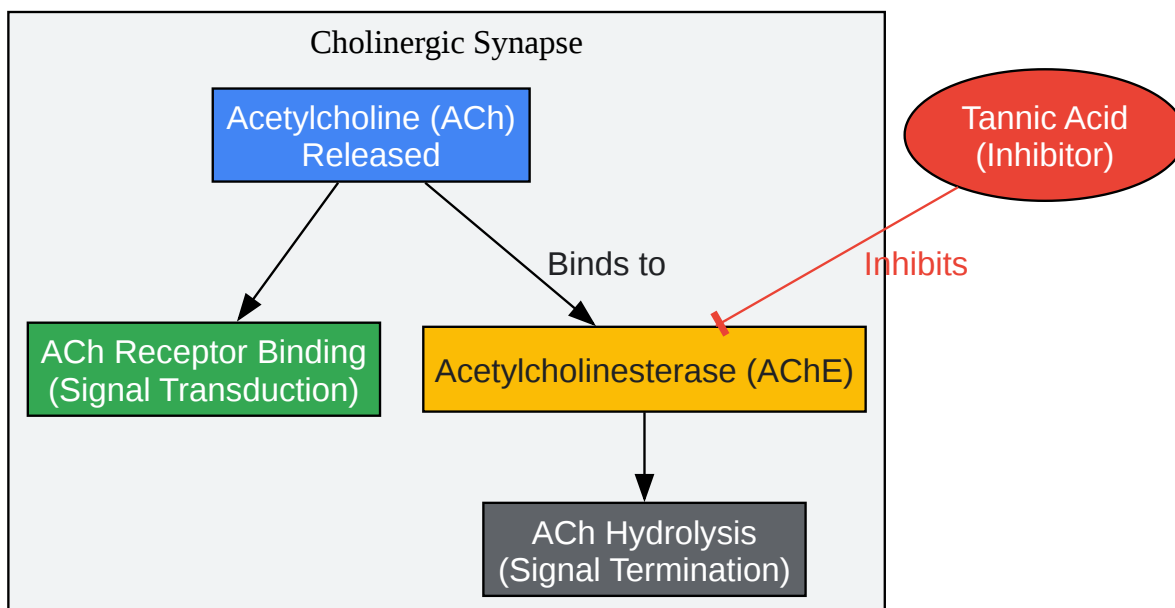 Cholinergic Synapse
Acetylcholine (ACh)
Released
Tannic Acid
(Inhibitor)
Binds to
Inhibits
ACh Receptor Binding
(Signal Transduction)
Acetylcholinesterase (AChE)
ACh Hydrolysis
(Signal Termination)